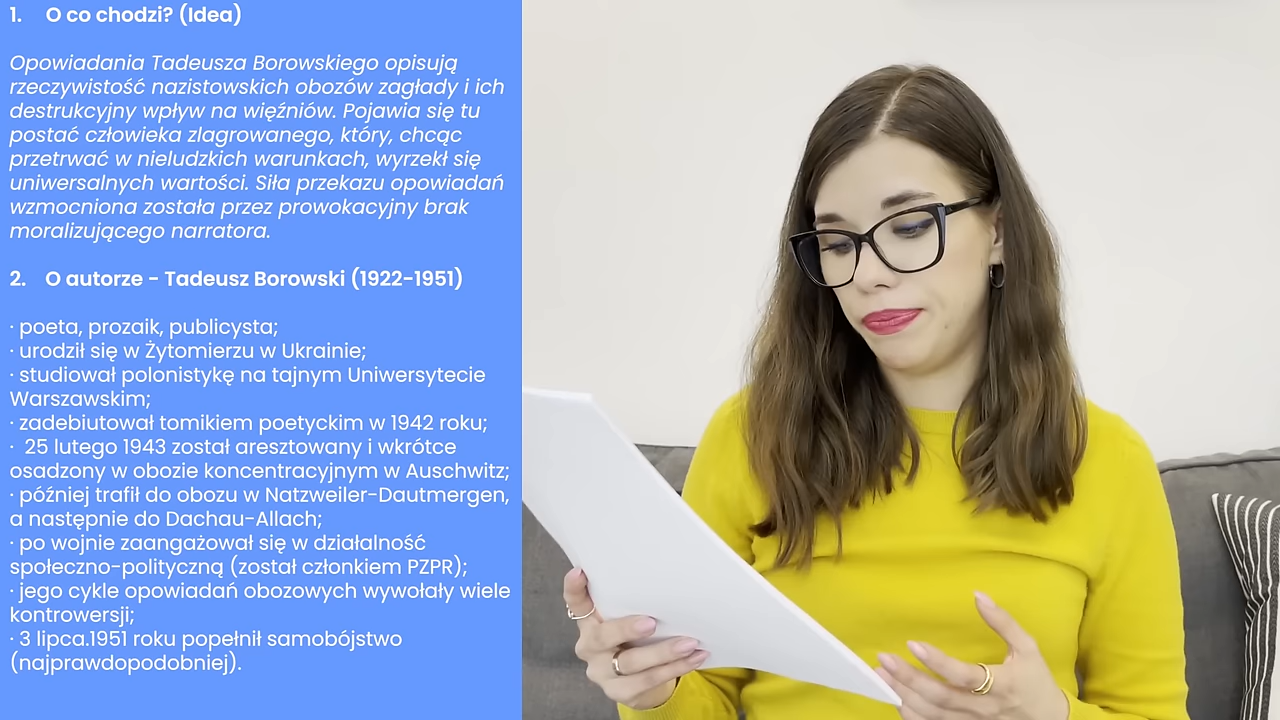 1. O co chodzi? (Idea)
Opowiadania Tadeusza Borowskiego opisują
rzeczywistość nazistowskich obozów zagłady i ich
destrukcyjny wpływ na więźniów. Pojawia się tu
postać człowieka zlagrowanego, który, chcąc
przetrwać w nieludzkich warunkach, wyrzekł się
uniwersalnych wartości. Siła przekazu opowiadań
wzmocniona została przez prowokacyjny brak
moralizującego narratora.
2. O autorze - Tadeusz Borowski (1922-1951)
· poeta, prozaik, publicysta;
· urodził się w Żytomierzu w Ukrainie;
· studiował polonistykę na tajnym Uniwersytecie
Warszawskim;
· zadebiutował tomikiem poetyckim w 1942 roku;
· 25 lutego 1943 został aresztowany i wkrótce
osadzony w obozie koncentracyjnym w Auschwitz;
· później trafił do obozu w Natzweiler-Dautmergen,
a następnie do Dachau-Allach;
· po wojnie zaangażował się w działalność
społeczno-polityczną (został członkiem PZPR);
· jego cykle opowiadań obozowych wywołały wiele
kontrowersji;
· 3 lipca.1951 roku popełnił samobójstwo
(najprawdopodobniej).